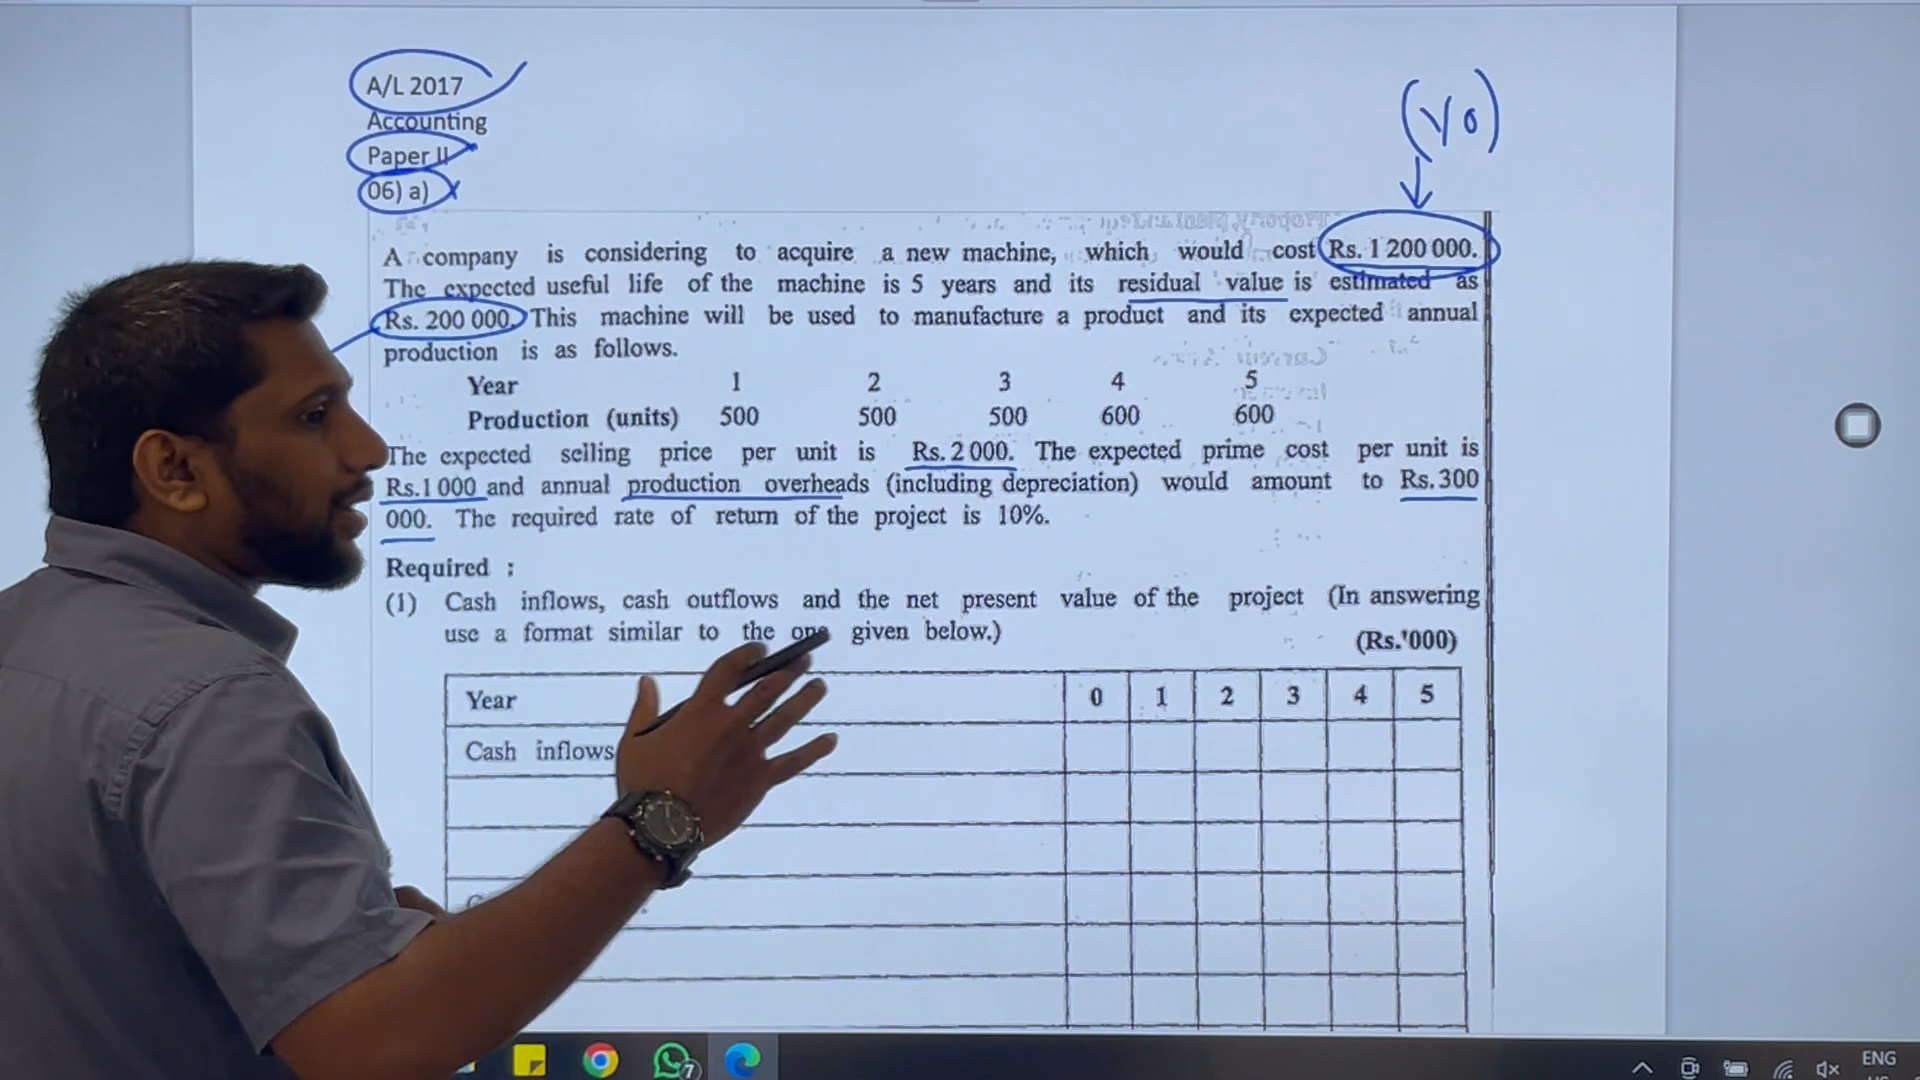 A/L 2017
Accounting
Paper II
06) a)
(Y0)
A company is considering to acquire a new machine, which would cost Rs. 1 200 000.
The expected useful life of the machine is 5 years and its residual value is estimated as
Rs. 200 000. This machine will be used to manufacture a product and its expected annual
production is as follows.
Year 1 2 3 4 5
Production (units) 500 500 500 600 600
The expected selling price per unit is Rs. 2 000. The expected prime cost per unit is
Rs.1 000 and annual production overheads (including depreciation) would amount to Rs. 300
000. The required rate of return of the project is 10%.
Required :
(1) Cash inflows, cash outflows and the net present value of the project (In answering
use a format similar to the one given below.)
(Rs.'000)
Year 0 1 2 3 4 5
Cash inflows
7
ENG